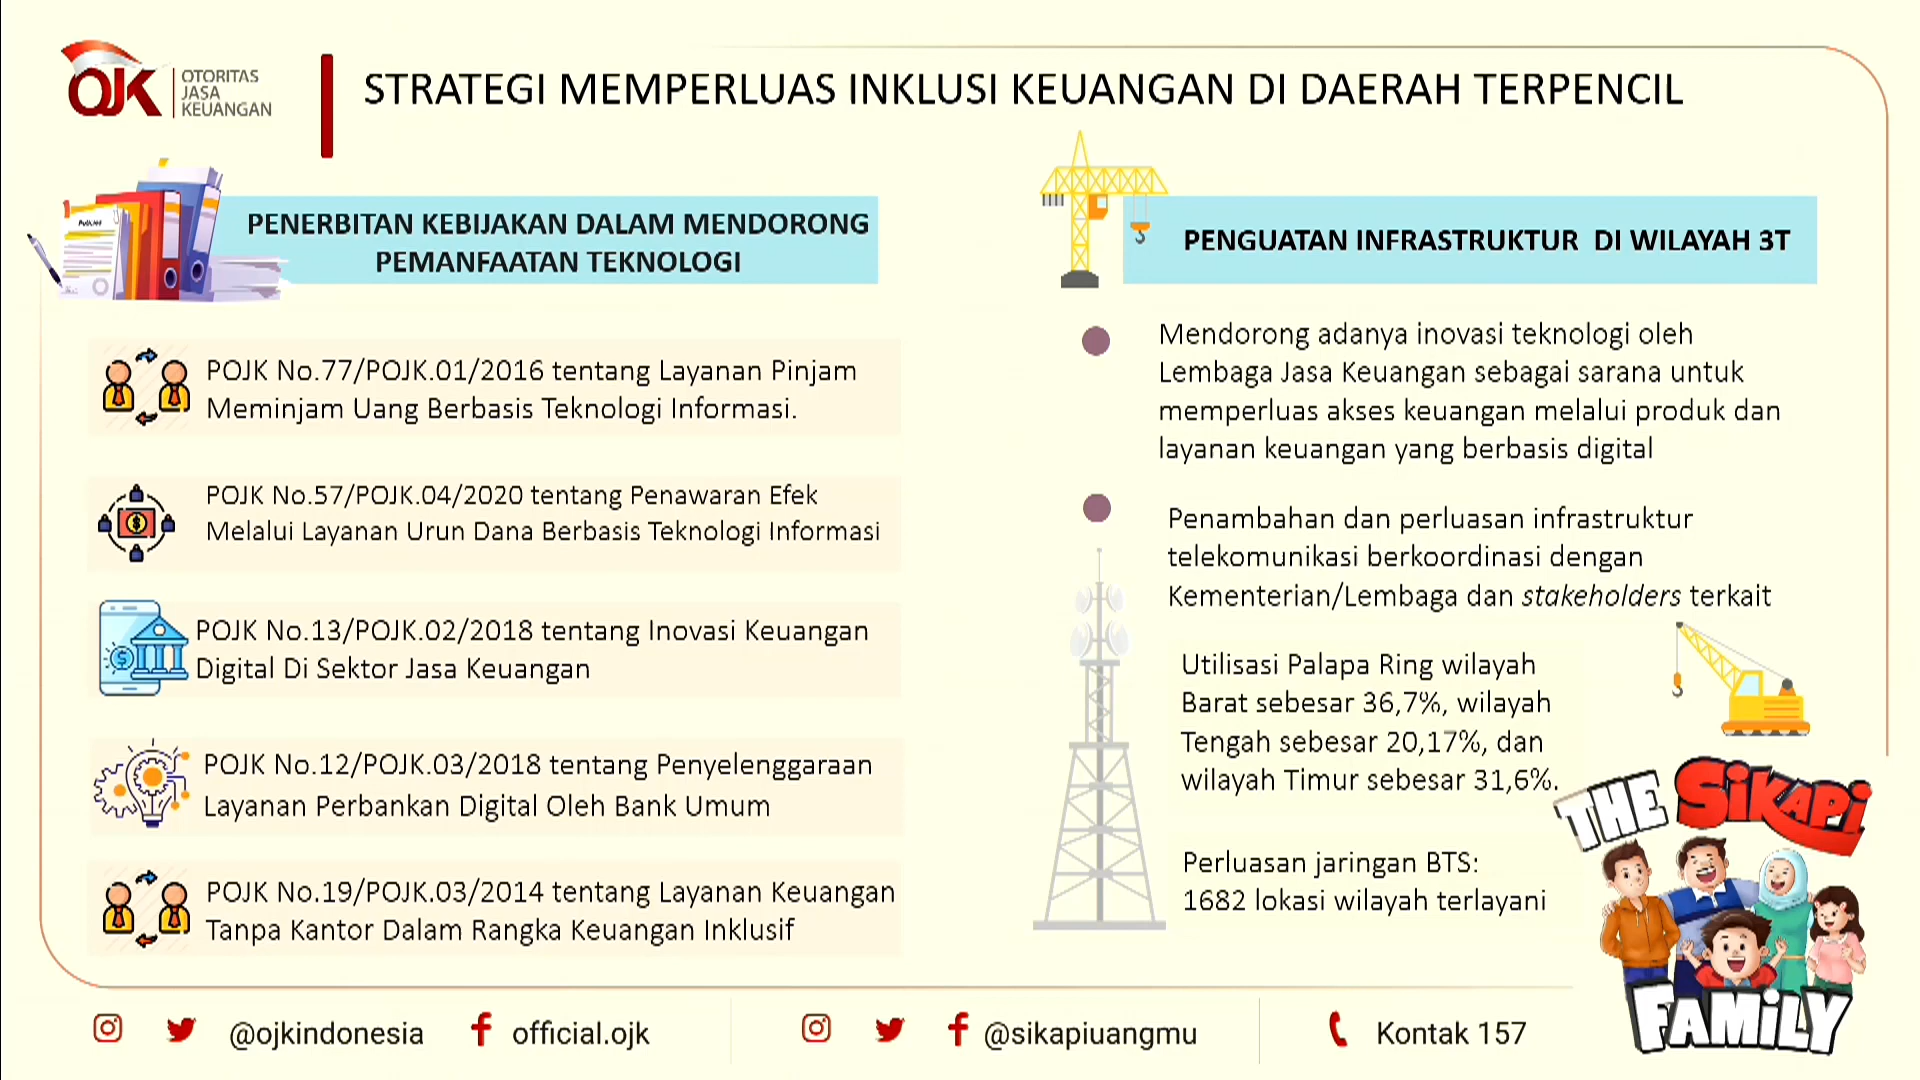 OJK
OTORITAS
JASA
KEUANGAN
STRATEGI MEMPERLUAS INKLUSI KEUANGAN DI DAERAH TERPENCIL
PENERBITAN KEBIJAKAN DALAM MENDORONG
PEMANFAATAN TEKNOLOGI
POJK No.77/POJK.01/2016 tentang Layanan Pinjam
Meminjam Uang Berbasis Teknologi Informasi.
POJK No.57/POJK.04/2020 tentang Penawaran Efek
Melalui Layanan Urun Dana Berbasis Teknologi Informasi
POJK No.13/POJK.02/2018 tentang Inovasi Keuangan
Digital Di Sektor Jasa Keuangan
POJK No.12/POJK.03/2018 tentang Penyelenggaraan
Layanan Perbankan Digital Oleh Bank Umum
POJK No.19/POJK.03/2014 tentang Layanan Keuangan
Tanpa Kantor Dalam Rangka Keuangan Inklusif
PENGUATAN INFRASTRUKTUR  DI WILAYAH 3T
Mendorong adanya inovasi teknologi oleh
Lembaga Jasa Keuangan sebagai sarana untuk
memperluas akses keuangan melalui produk dan
layanan keuangan yang berbasis digital
Penambahan dan perluasan infrastruktur
telekomunikasi berkoordinasi dengan
Kementerian/Lembaga dan stakeholders terkait
Utilisasi Palapa Ring wilayah
Barat sebesar 36,7%, wilayah
Tengah sebesar 20,17%, dan
wilayah Timur sebesar 31,6%.
Perluasan jaringan BTS:
1682 lokasi wilayah terlayani
THE SiKAPi
FAMiLY
@ojkindonesia
official.ojk
@sikapiuangmu
Kontak 157